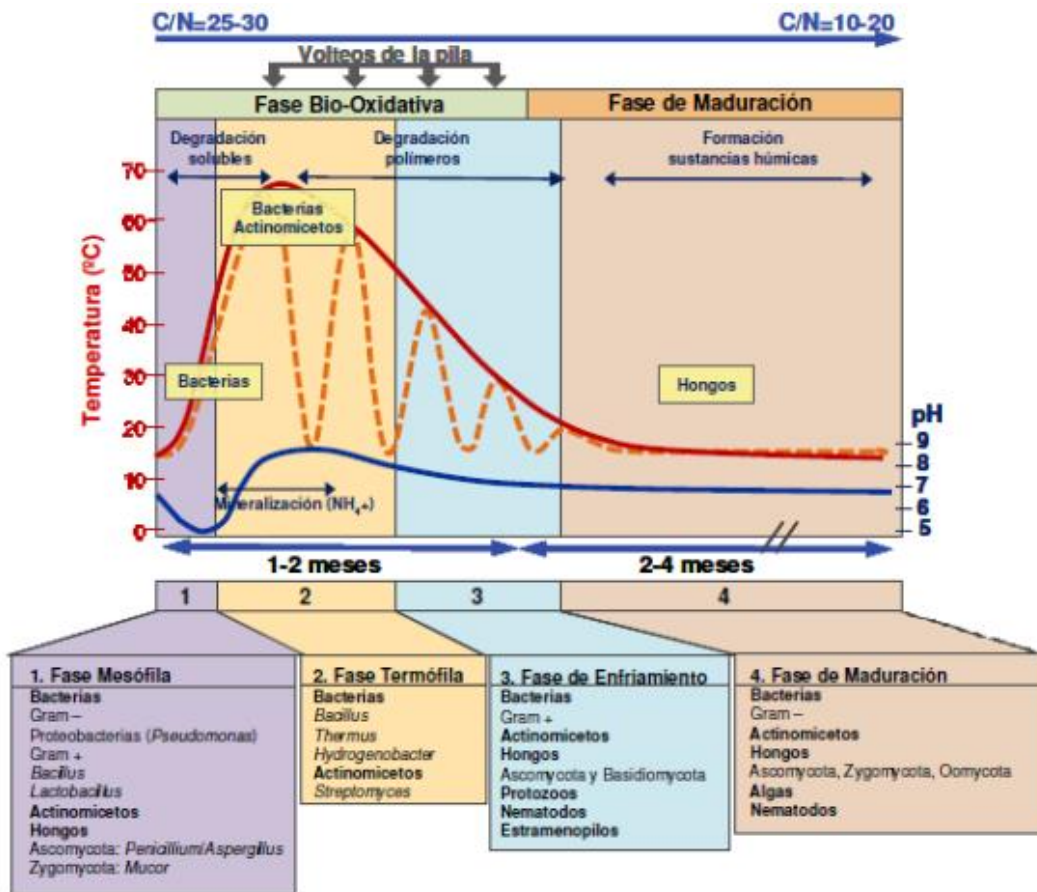 C/N=25-30
C/N=10-20
Volteos de la pila
Fase Bio-Oxidativa
Fase de Maduración
Degradación
solubles
Degradación
polímeros
Formación
sustancias húmicas
Temperatura (ºC)
70
60
50
40
30
20
10
0
Bacterias
Actinomicetos
Bacterias
Hongos
pH
9
8
7
6
5
Mineralización (NH₄+)
1-2 meses
2-4 meses
1
2
3
4
1. Fase Mesófila
Bacterias
Gram –
Proteobacterias (Pseudomonas)
Gram +
Bacillus
Lactobacillus
Actinomicetos
Hongos
Ascomycota: Penicillium/Aspergillus
Zygomycota: Mucor
2. Fase Termófila
Bacterias
Bacillus
Thermus
Hydrogenobacter
Actinomicetos
Streptomyces
3. Fase de Enfriamiento
Bacterias
Gram +
Actinomicetos
Hongos
Ascomycota y Basidiomycota
Protozoos
Nematodos
Estramenopilos
4. Fase de Maduración
Bacterias
Gram –
Actinomicetos
Hongos
Ascomycota, Zygomycota, Oomycota
Algas
Nematodos